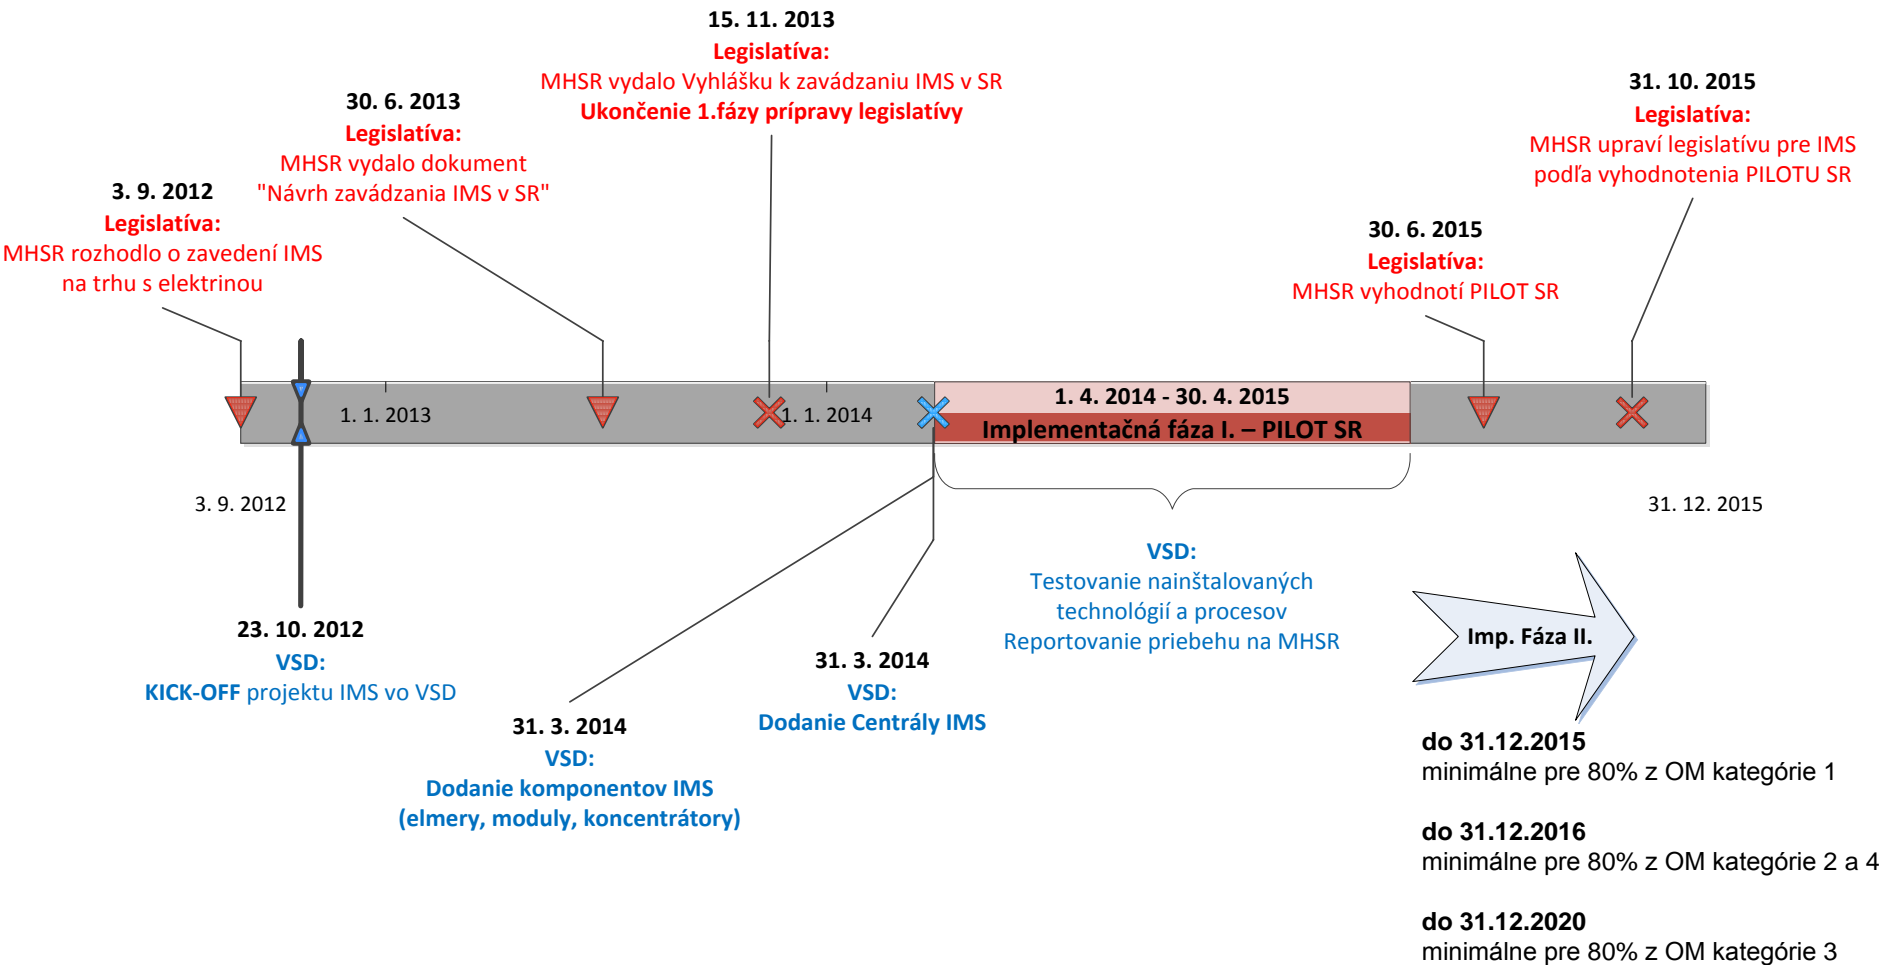 15. 11. 2013
Legislatíva:
MHSR vydalo Vyhlášku k zavádzaniu IMS v SR
Ukončenie 1.fázy prípravy legislatívy
31. 10. 2015
Legislatíva:
MHSR upraví legislatívu pre IMS
podľa vyhodnotenia PILOTU SR
30. 6. 2013
Legislatíva:
MHSR vydalo dokument
"Návrh zavádzania IMS v SR"
3. 9. 2012
Legislatíva:
MHSR rozhodlo o zavedení IMS
na trhu s elektrinou
30. 6. 2015
Legislatíva:
MHSR vyhodnotí PILOT SR
1. 1. 2013
1. 1. 2014
1. 4. 2014 - 30. 4. 2015
Implementačná fáza I. – PILOT SR
3. 9. 2012
31. 12. 2015
23. 10. 2012
VSD:
KICK-OFF projektu IMS vo VSD
31. 3. 2014
VSD:
Dodanie komponentov IMS
(elmery, moduly, koncentrátory)
31. 3. 2014
VSD:
Dodanie Centrály IMS
VSD:
Testovanie nainštalovaných
technológií a procesov
Reportovanie priebehu na MHSR
Imp. Fáza II.
do 31.12.2015
minimálne pre 80% z OM kategórie 1
do 31.12.2016
minimálne pre 80% z OM kategórie 2 a 4
do 31.12.2020
minimálne pre 80% z OM kategórie 3